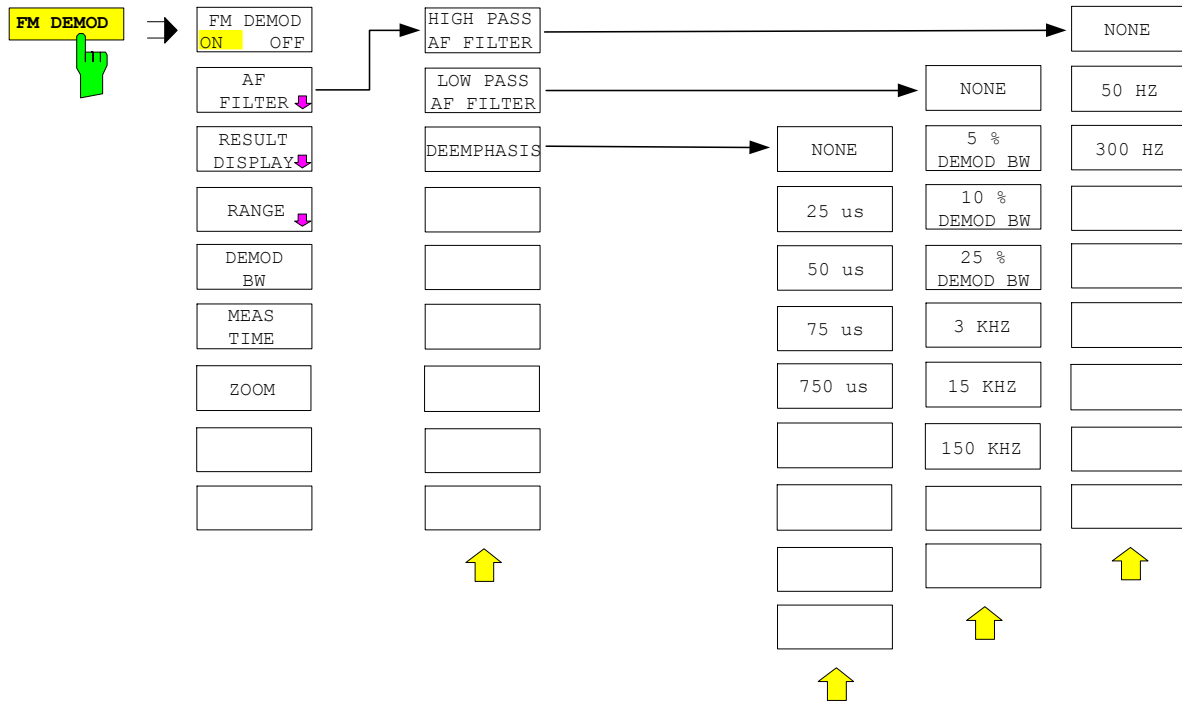 FM DEMOD
FM DEMOD
ON OFF
AF
FILTER
RESULT
DISPLAY
RANGE
DEMOD
BW
MEAS
TIME
ZOOM
HIGH PASS
AF FILTER
LOW PASS
AF FILTER
DEEMPHASIS
NONE
25 us
50 us
75 us
750 us
NONE
5 %
DEMOD BW
10 %
DEMOD BW
25 %
DEMOD BW
3 KHZ
15 KHZ
150 KHZ
NONE
50 HZ
300 HZ